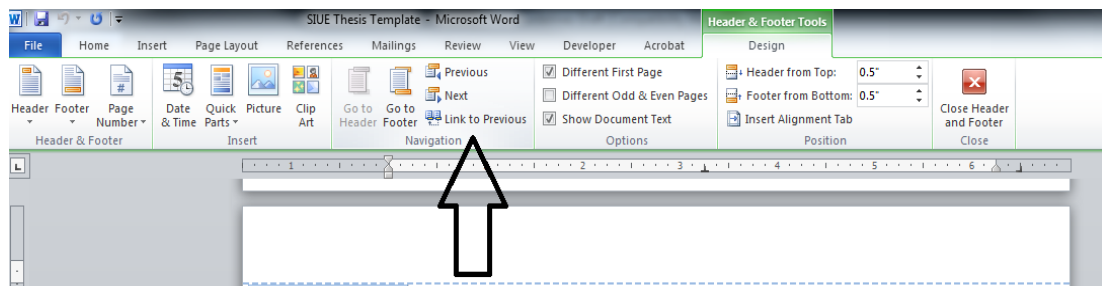 W SIUE Thesis Template - Microsoft Word Header & Footer Tools
File Home Insert Page Layout References Mailings Review View Developer Acrobat Design
Header Footer Page Number
Date & Time Quick Parts Picture Clip Art
Go to Header Go to Footer
Previous
Next
Link to Previous
Different First Page
Different Odd & Even Pages
Show Document Text
Header from Top: 0.5"
Footer from Bottom: 0.5"
Insert Alignment Tab
Close Header and Footer
Header & Footer Insert Navigation Options Position Close
L 1 1 2 3 4 5 6